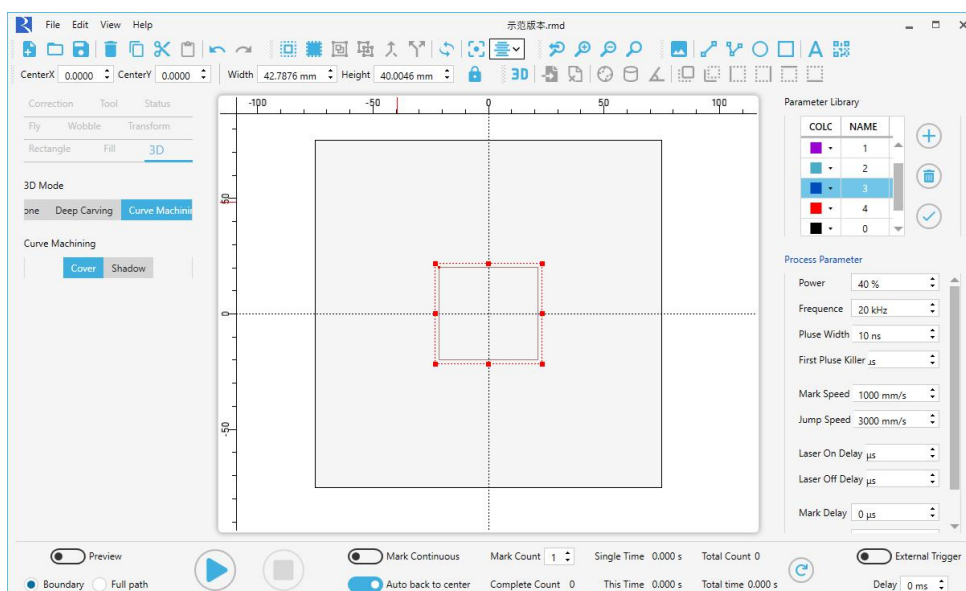 File Edit View Help 示范版本.rmd
3D
CenterX 0.0000 CenterY 0.0000 Width 42.7876 mm Height 40.0046 mm
Correction Tool Status
Fly Wobble Transform
Rectangle Fill 3D
3D Mode
one Deep Carving Curve Machinin
Curve Machining
Cover Shadow
-100 -50 0 50 100
50
0
-50
Parameter Library
COLC NAME
1
2
3
4
0
Process Parameter
Power 40 %
Frequence 20 kHz
Pluse Width 10 ns
First Pluse Killer µs
Mark Speed 1000 mm/s
Jump Speed 3000 mm/s
Laser On Delay µs
Laser Off Delay µs
Mark Delay 0 µs
Preview Mark Continuous Mark Count 1 Single Time 0.000 s Total Count 0 External Trigger
Boundary Full path Auto back to center Complete Count 0 This Time 0.000 s Total time 0.000 s Delay 0 ms